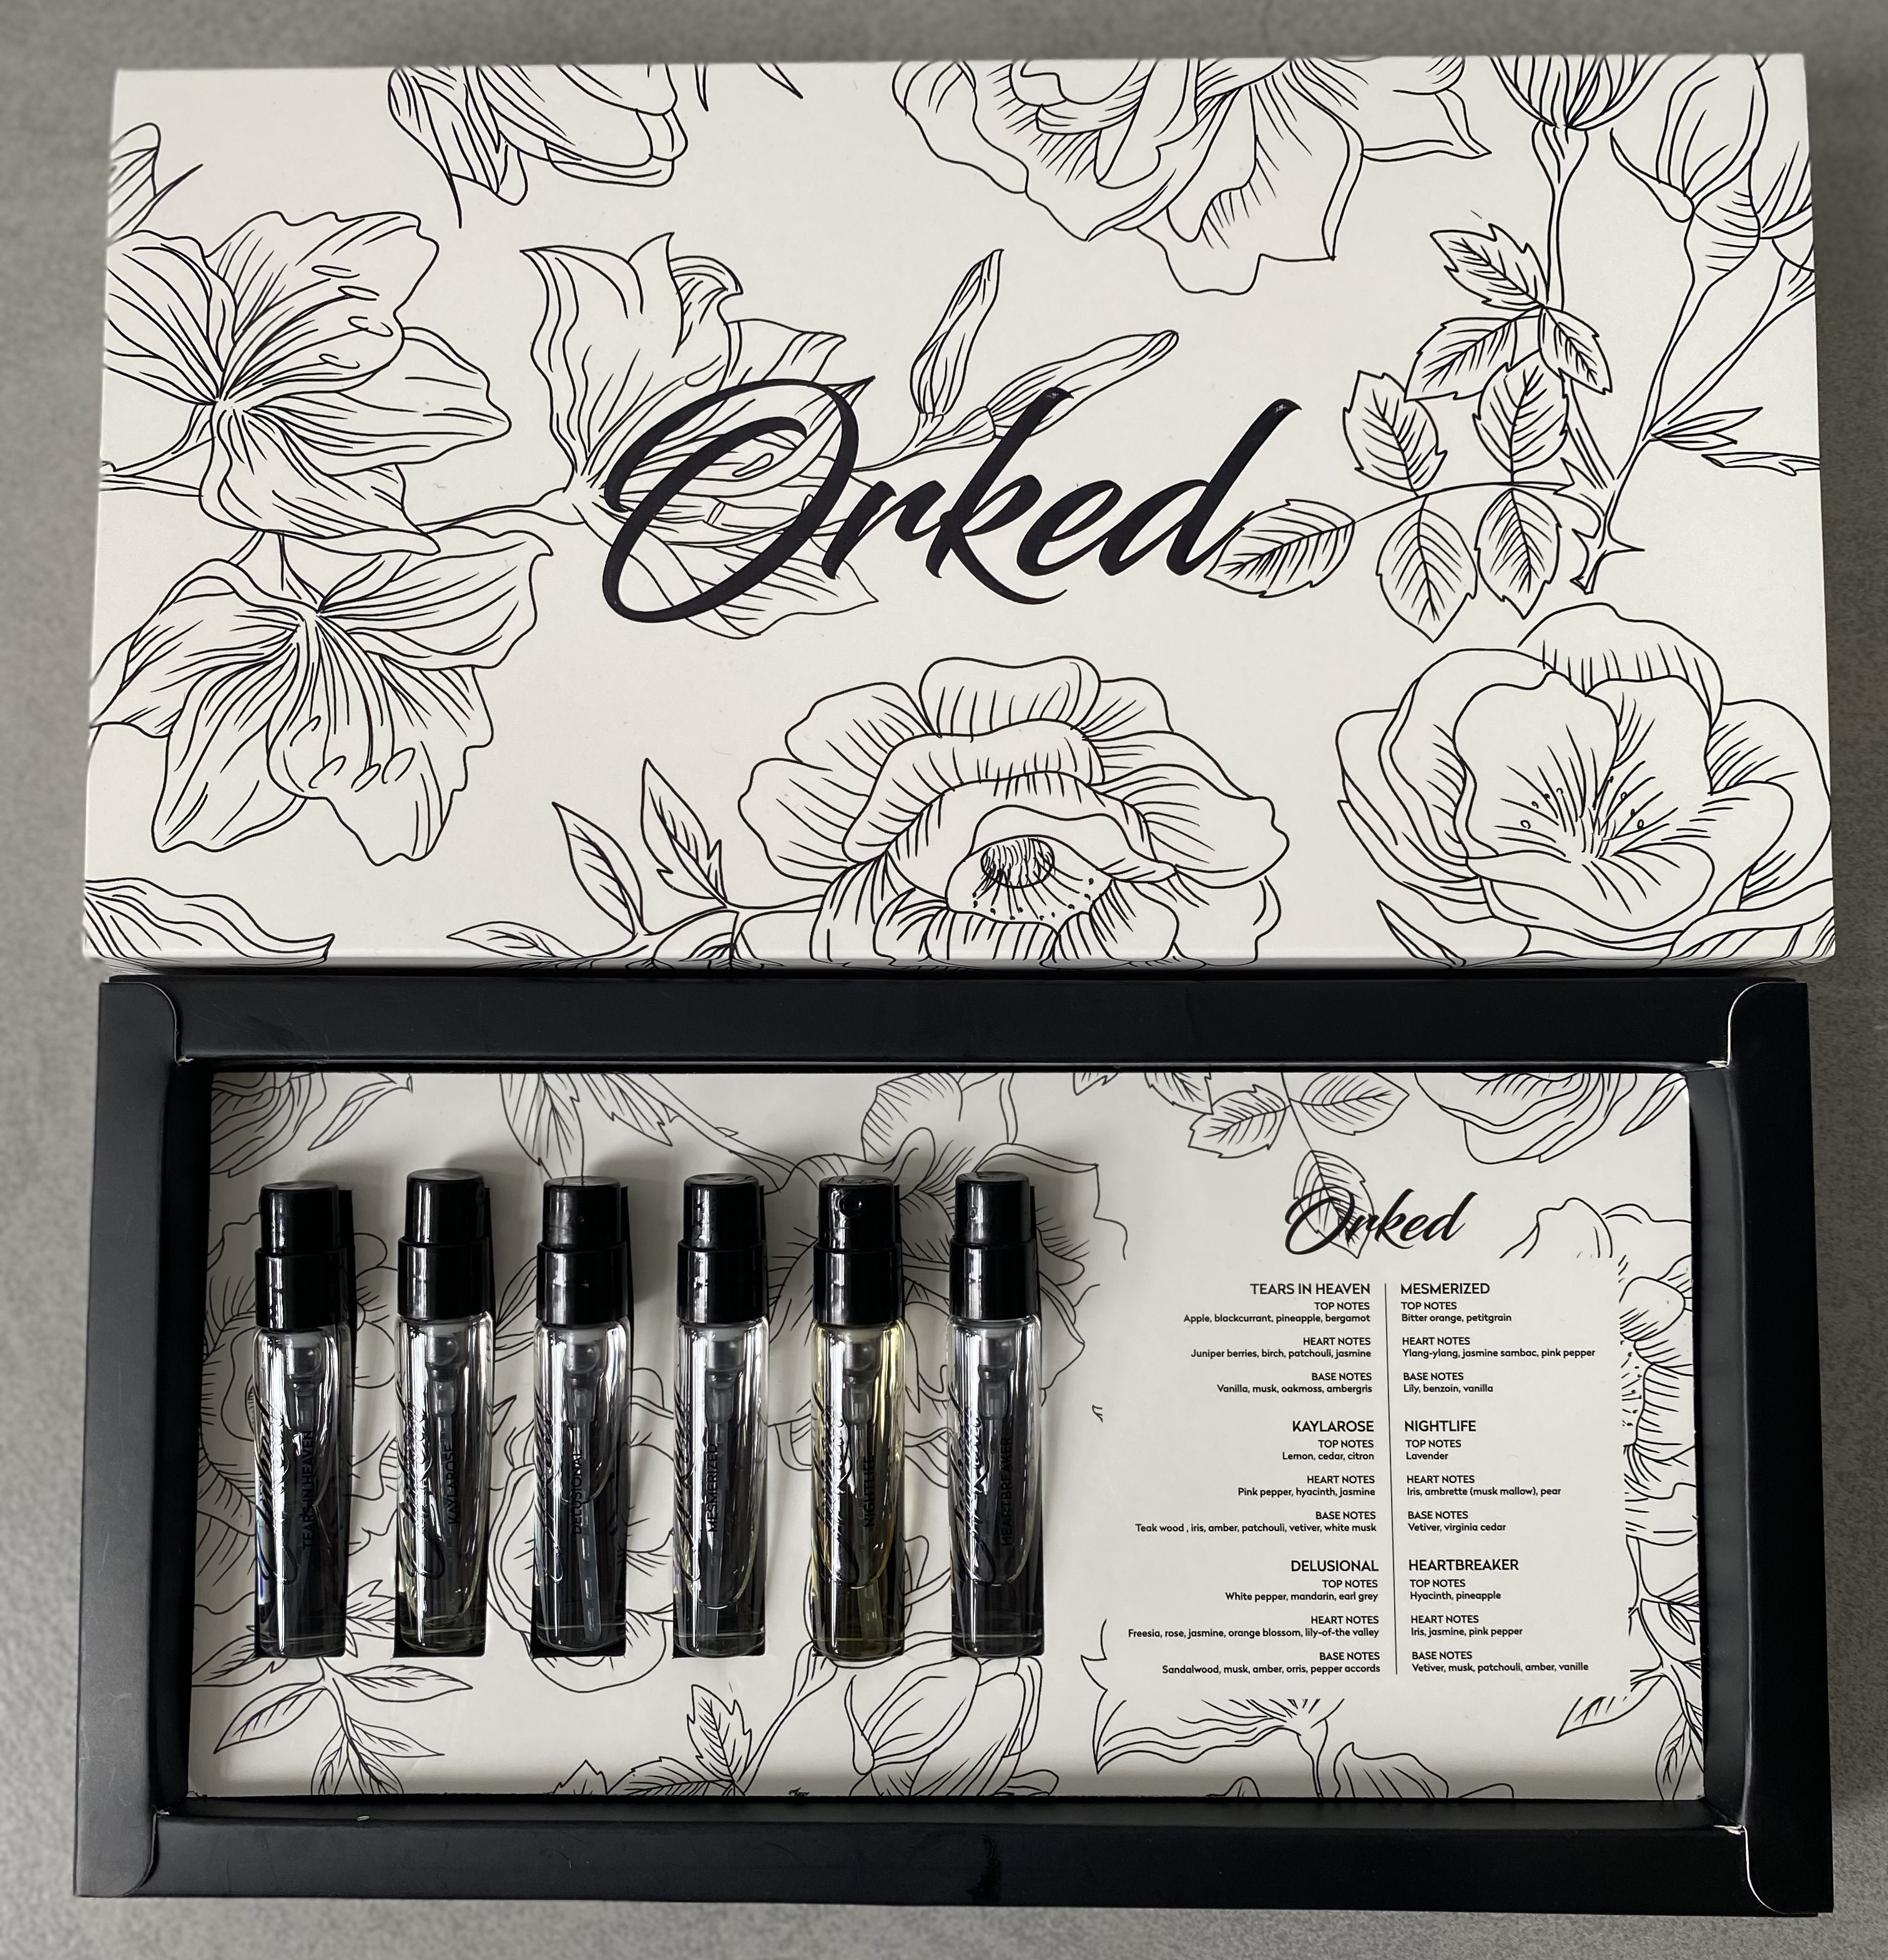 Orked
Orked
TEARS IN HEAVEN
TOP NOTES
Apple, blackcurrant, pineapple, bergamot
HEART NOTES
Juniper berries, birch, patchouli, jasmine
BASE NOTES
Vanilla, musk, oakmoss, ambergris
KAYLAROSE
TOP NOTES
Lemon, cedar, citron
HEART NOTES
Pink pepper, hyacinth, jasmine
BASE NOTES
Teak wood , iris, amber, patchouli, vetiver, white musk
DELUSIONAL
TOP NOTES
White pepper, mandarin, earl grey
HEART NOTES
Freesia, rose, jasmine, orange blossom, lily-of-the valley
BASE NOTES
Sandalwood, musk, amber, orris, pepper accords
MESMERIZED
TOP NOTES
Bitter orange, petitgrain
HEART NOTES
Ylang-ylang, jasmine sambac, pink pepper
BASE NOTES
Lily, benzoin, vanilla
NIGHTLIFE
TOP NOTES
Lavender
HEART NOTES
Iris, ambrette (musk mallow), pear
BASE NOTES
Vetiver, virginia cedar
HEARTBREAKER
TOP NOTES
Hyacinth, pineapple
HEART NOTES
Iris, jasmine, pink pepper
BASE NOTES
Vetiver, musk, patchouli, amber, vanille
TEARS IN HEAVEN
KAYLAROSE
DELUSIONAL
MESMERIZED
NIGHTLIFE
HEARTBREAKER